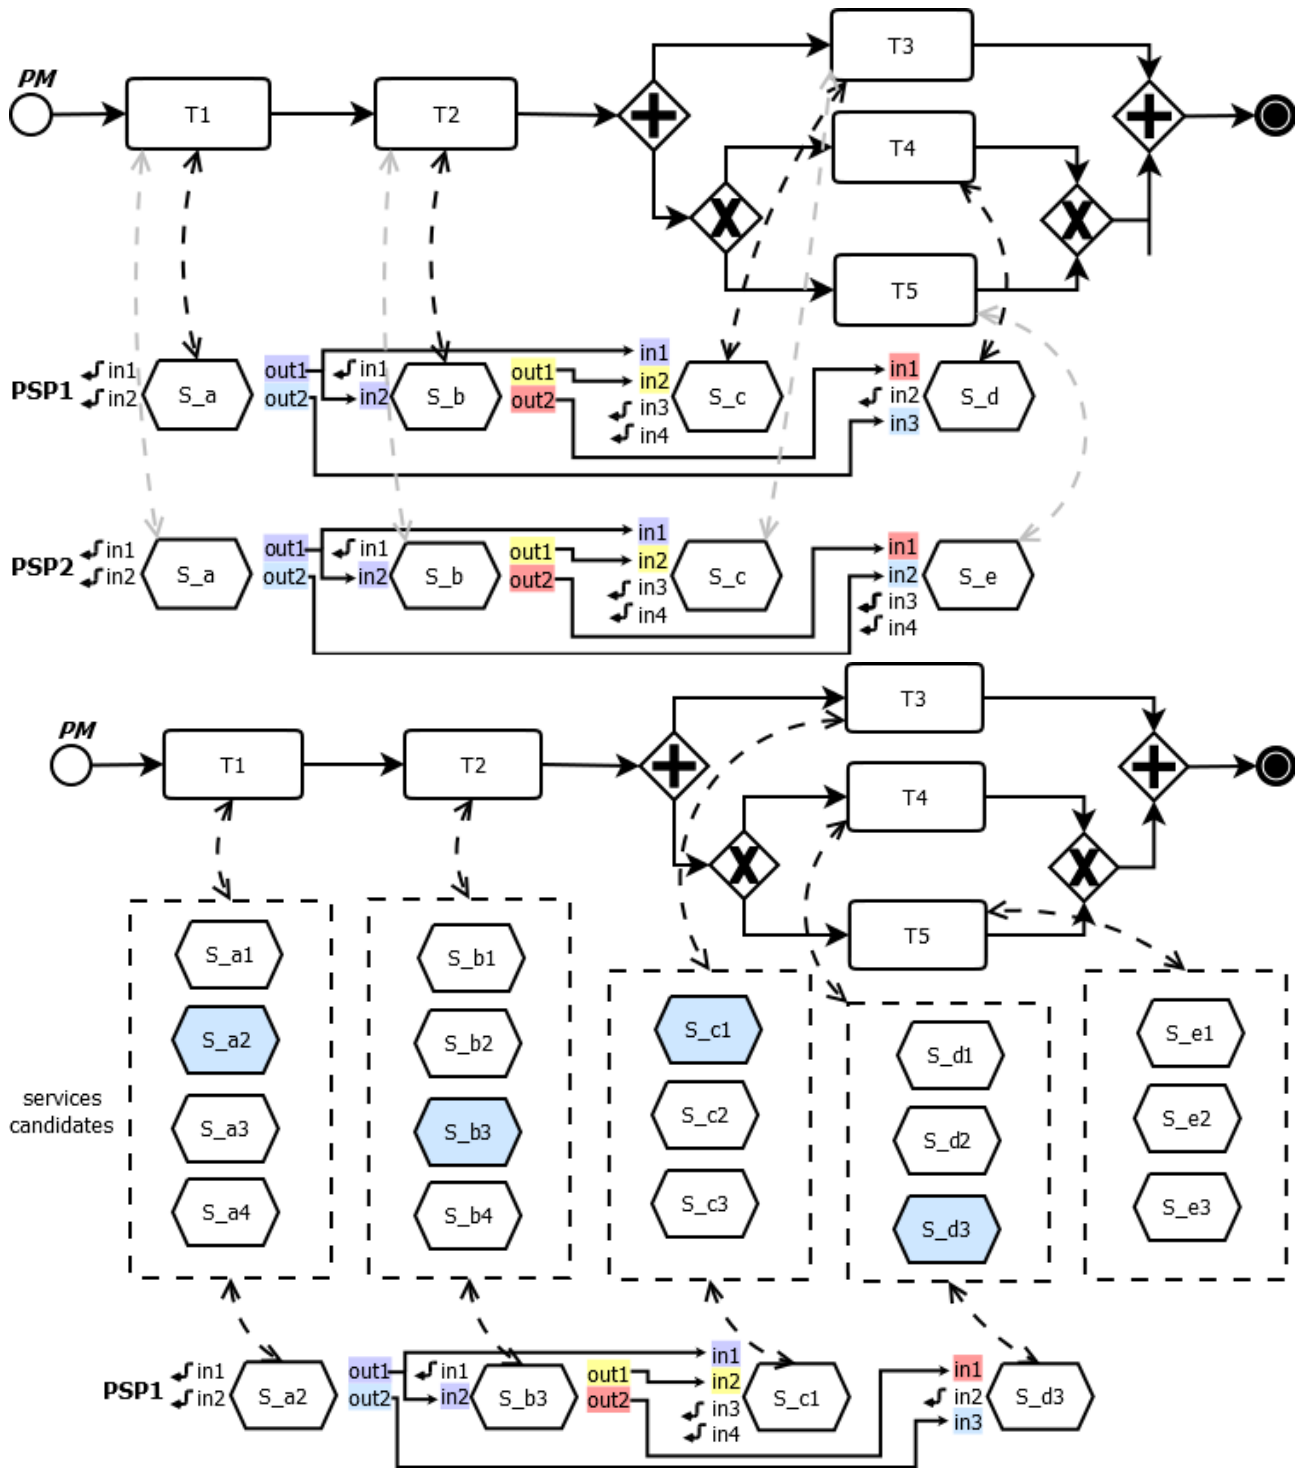 PM
T1
T2
T3
T4
T5
PSP1
in1
in2
S_a
out1
out2
in1
in2
S_b
out1
out2
in1
in2
in3
in4
S_c
in1
in2
in3
S_d
PSP2
in1
in2
S_a
out1
out2
in1
in2
S_b
out1
out2
in1
in2
in3
in4
S_c
in1
in2
in3
in4
S_e
PM
T1
T2
T3
T4
T5
services
candidates
S_a1
S_a2
S_a3
S_a4
S_b1
S_b2
S_b3
S_b4
S_c1
S_c2
S_c3
S_d1
S_d2
S_d3
S_e1
S_e2
S_e3
PSP1
in1
in2
S_a2
out1
out2
in1
in2
S_b3
out1
out2
in1
in2
in3
in4
S_c1
in1
in2
in3
S_d3